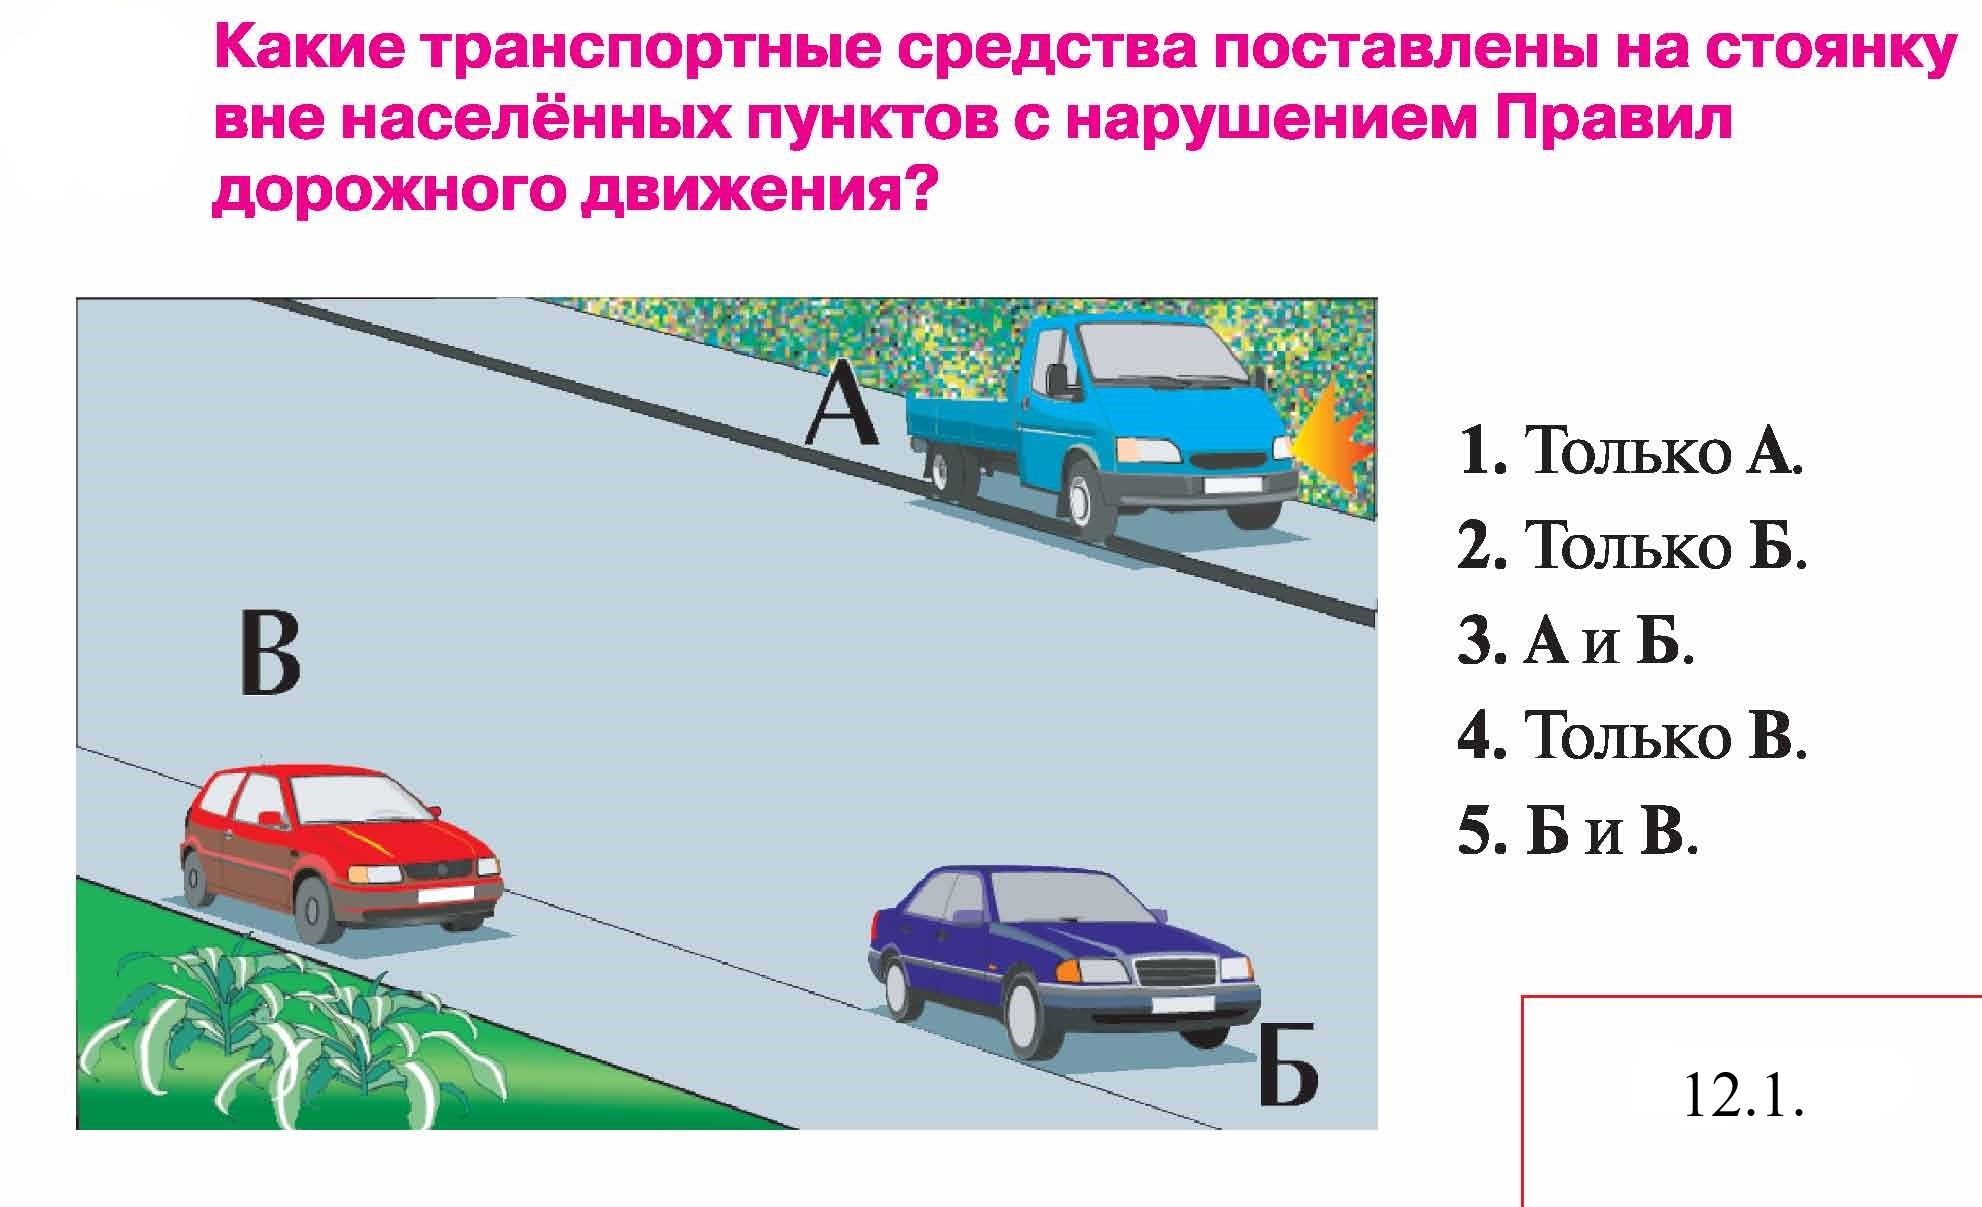 Какие транспортные средства поставлены на стоянку
вне населённых пунктов с нарушением Правил
дорожного движения?
А
В
Б
1. Только А.
2. Только Б.
3. А и Б.
4. Только В.
5. Б и В.
12.1.